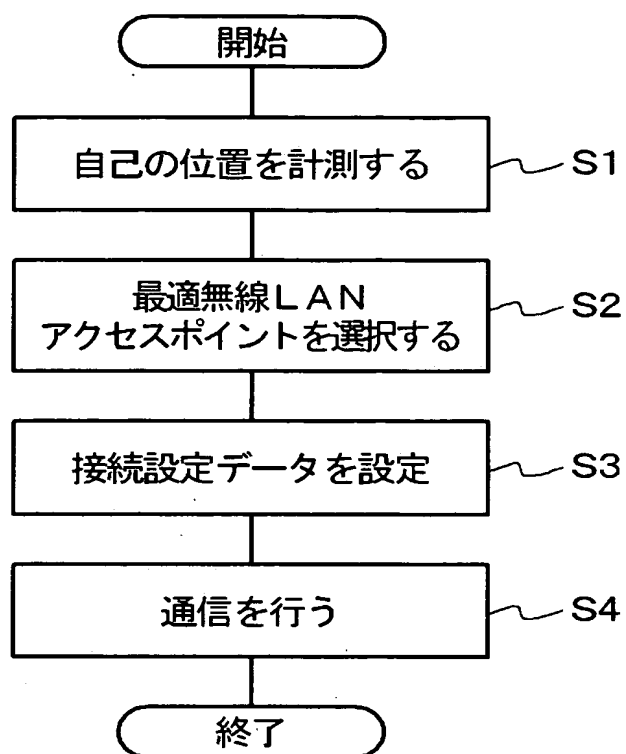 開始
自己の位置を計測する
S1
最適無線LAN
アクセスポイントを選択する
S2
接続設定データを設定
S3
通信を行う
S4
終了